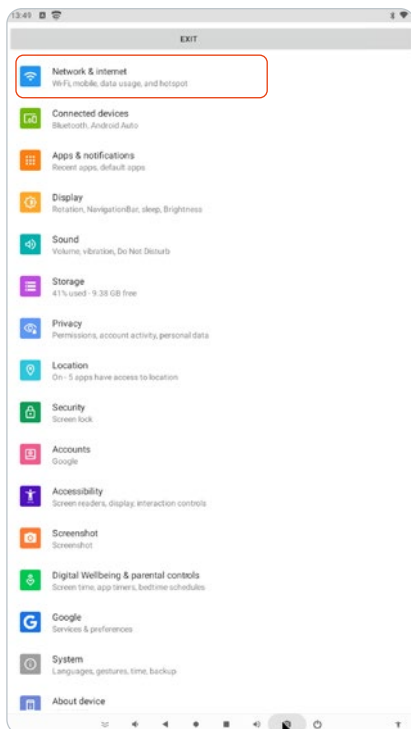 13:49
EXIT
Network & internet
Wi-Fi, mobile, data usage, and hotspot
Connected devices
Bluetooth, Android Auto
Apps & notifications
Recent apps, default apps
Display
Rotation, NavigationBar, sleep, Brightness
Sound
Volume, vibration, Do Not Disturb
Storage
41% used - 9.38 GB free
Privacy
Permissions, account activity, personal data
Location
On - 5 apps have access to location
Security
Screen lock
Accounts
Google
Accessibility
Screen readers, display, interaction controls
Screenshot
Screenshot
Digital Wellbeing & parental controls
Screen time, app timers, bedtime schedules
Google
Services & preferences
System
Languages, gestures, time, backup
About device